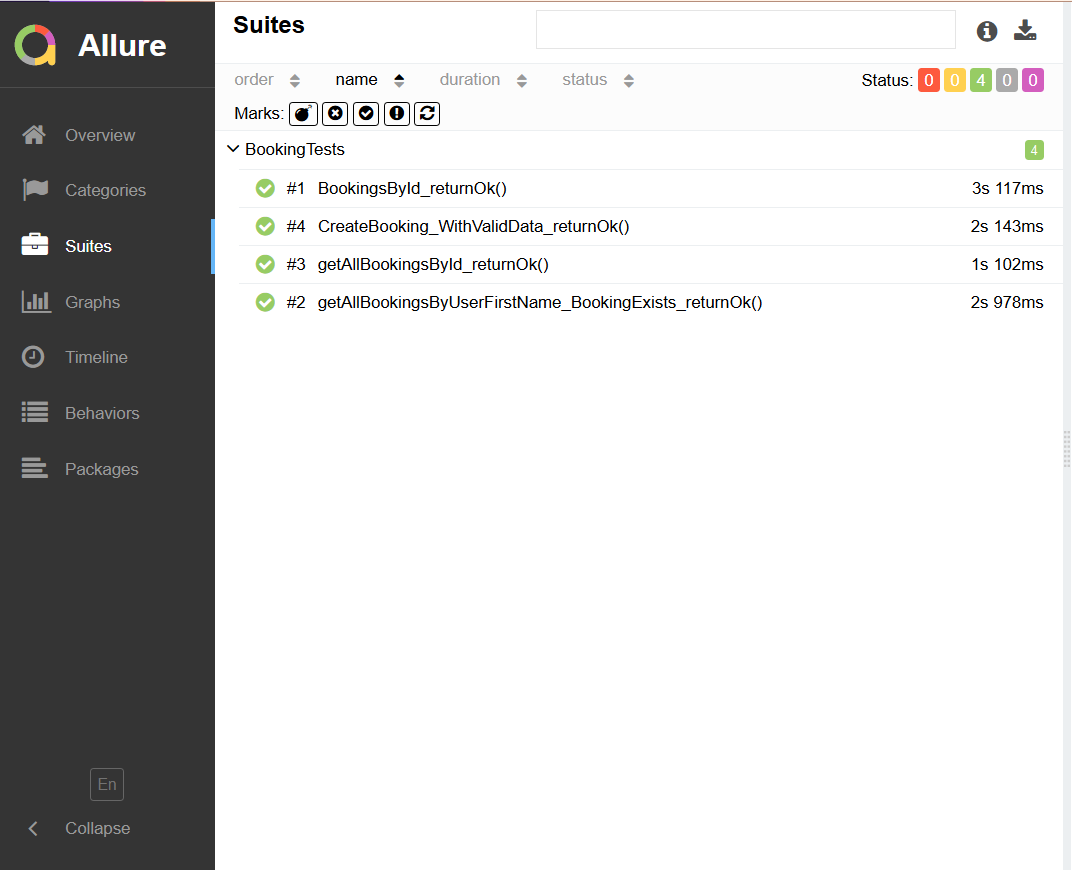 Allure
Overview
Categories
Suites
Graphs
Timeline
Behaviors
Packages
En
Collapse
Suites
order name duration status Status: 0 0 4 0 0
Marks:
BookingTests 4
#1 BookingsById_returnOk() 3s 117ms
#4 CreateBooking_WithValidData_returnOk() 2s 143ms
#3 getAllBookingsById_returnOk() 1s 102ms
#2 getAllBookingsByUserFirstName_BookingExists_returnOk() 2s 978ms